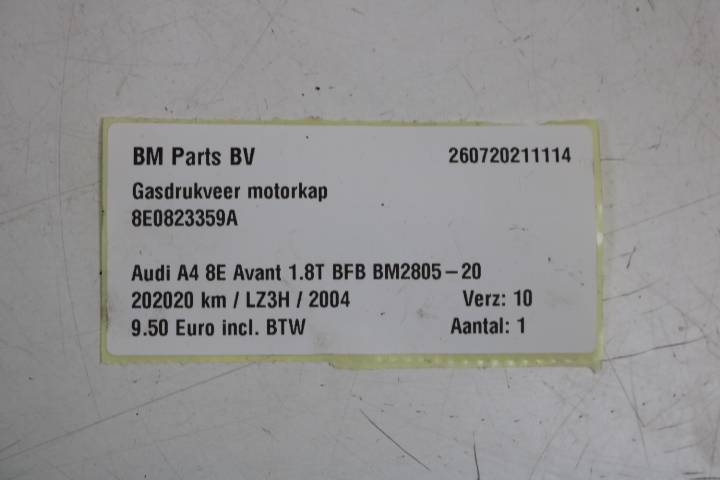 BM Parts BV 260720211114
Gasdrukveer motorkap
8E0823359A
Audi A4 8E Avant 1.8T BFB BM2805-20
202020 km / LZ3H / 2004 Verz: 10
9.50 Euro incl. BTW Aantal: 1